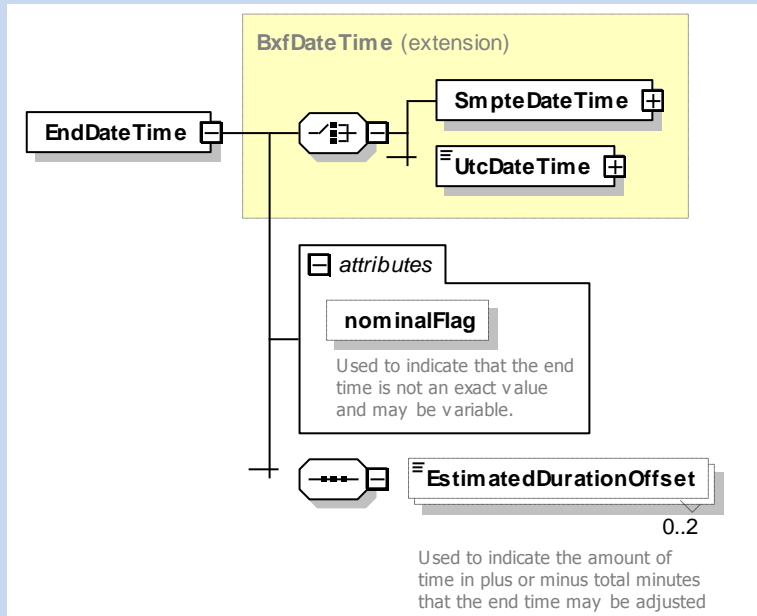 BxfDateTime (extension)
SmpteDateTime
EndDateTime
UtcDateTime
attributes
nominalFlag
Used to indicate that the end
time is not an exact value
and may be variable.
EstimatedDurationOffset
0..2
Used to indicate the amount of
time in plus or minus total minutes
that the end time may be adjusted